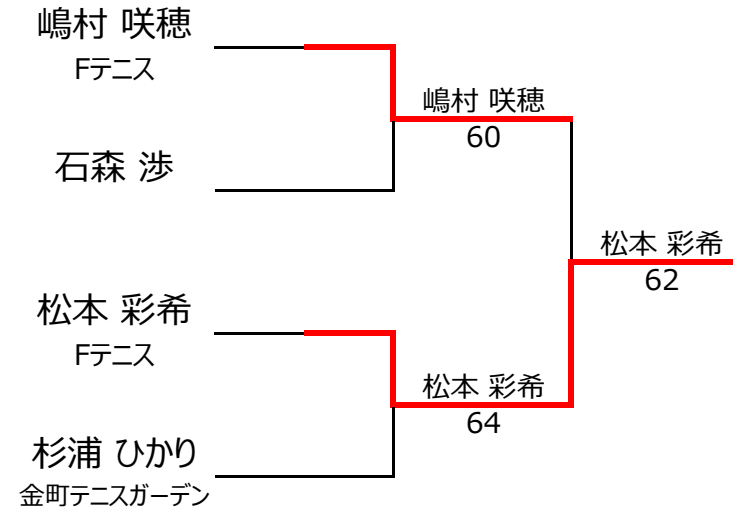 嶋村 咲穂
Fテニス
石森 渉
松本 彩希
Fテニス
杉浦 ひかり
金町テニスガーデン
嶋村 咲穂
60
松本 彩希
64
松本 彩希
62